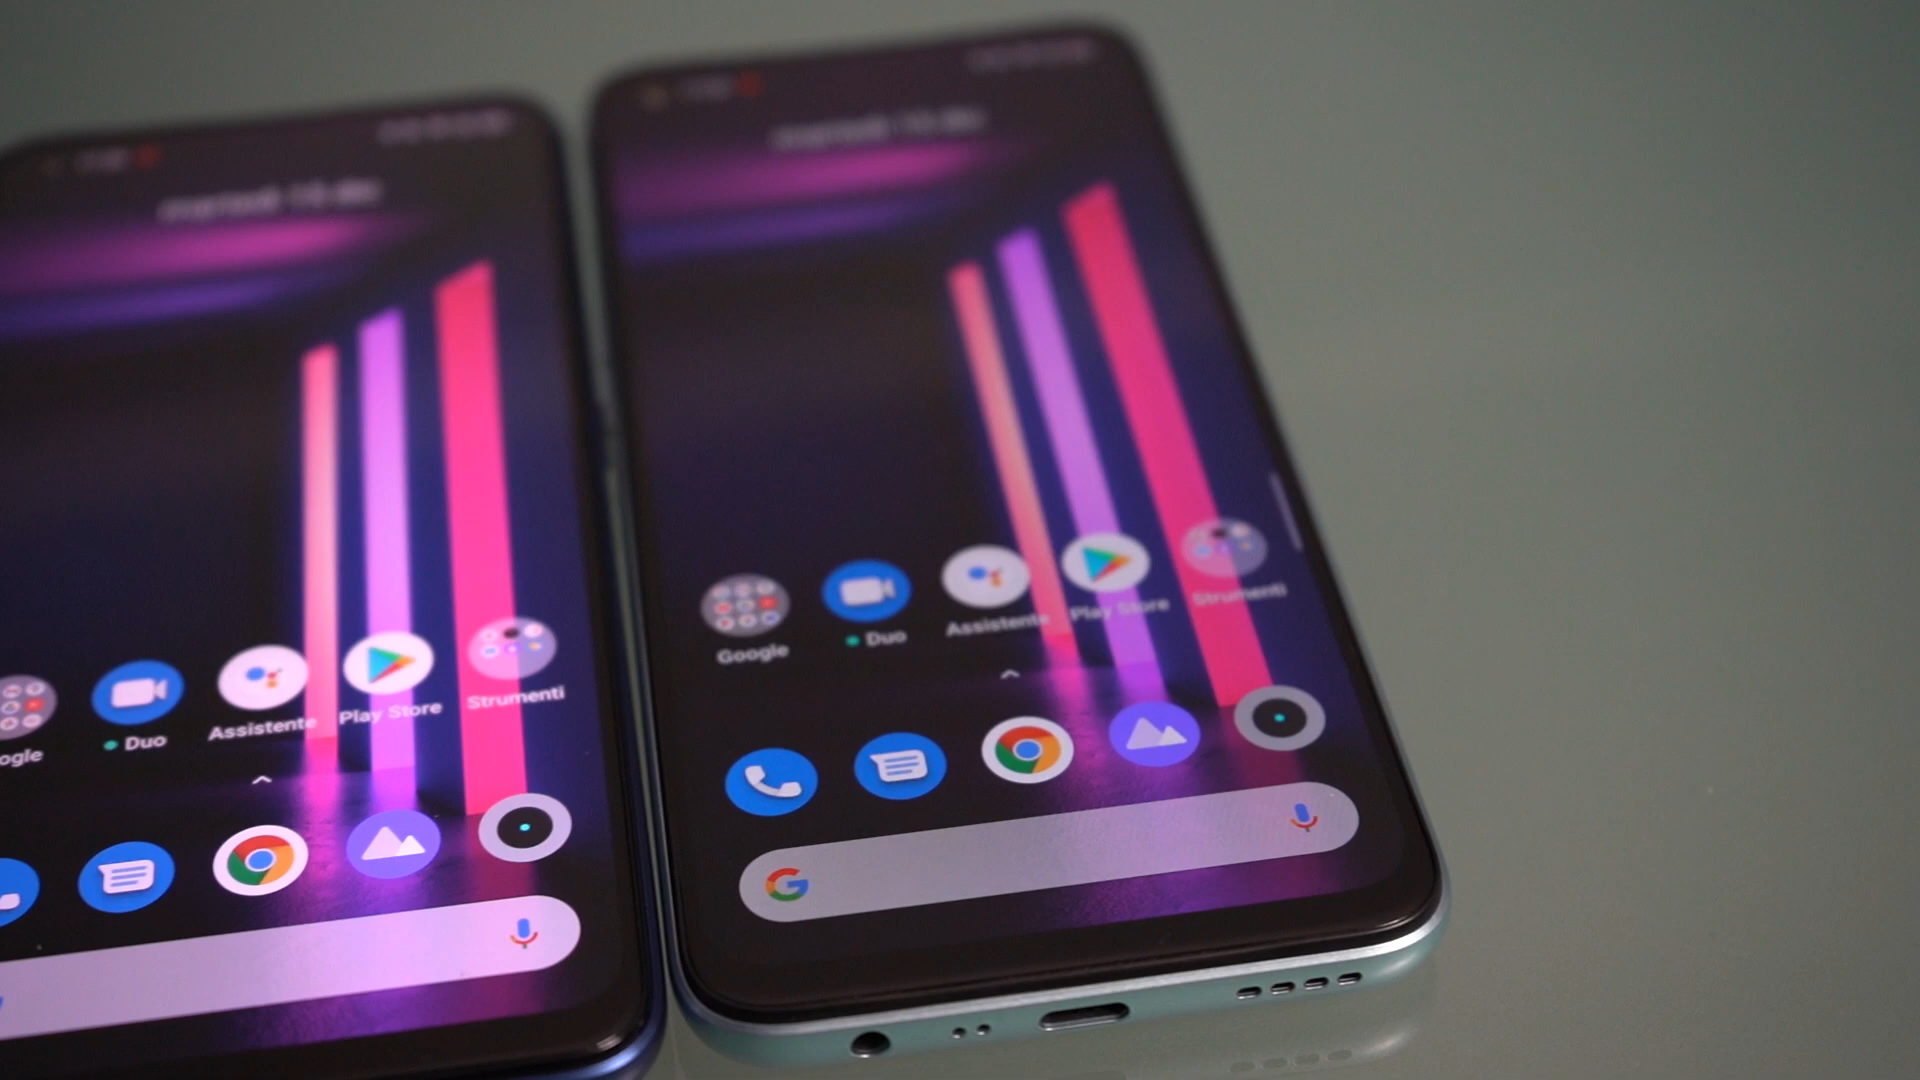 ogle
Duo
Assistente
Play Store
Strumenti
G
Google
Duo
Assistente
Play Store
Strumenti
G